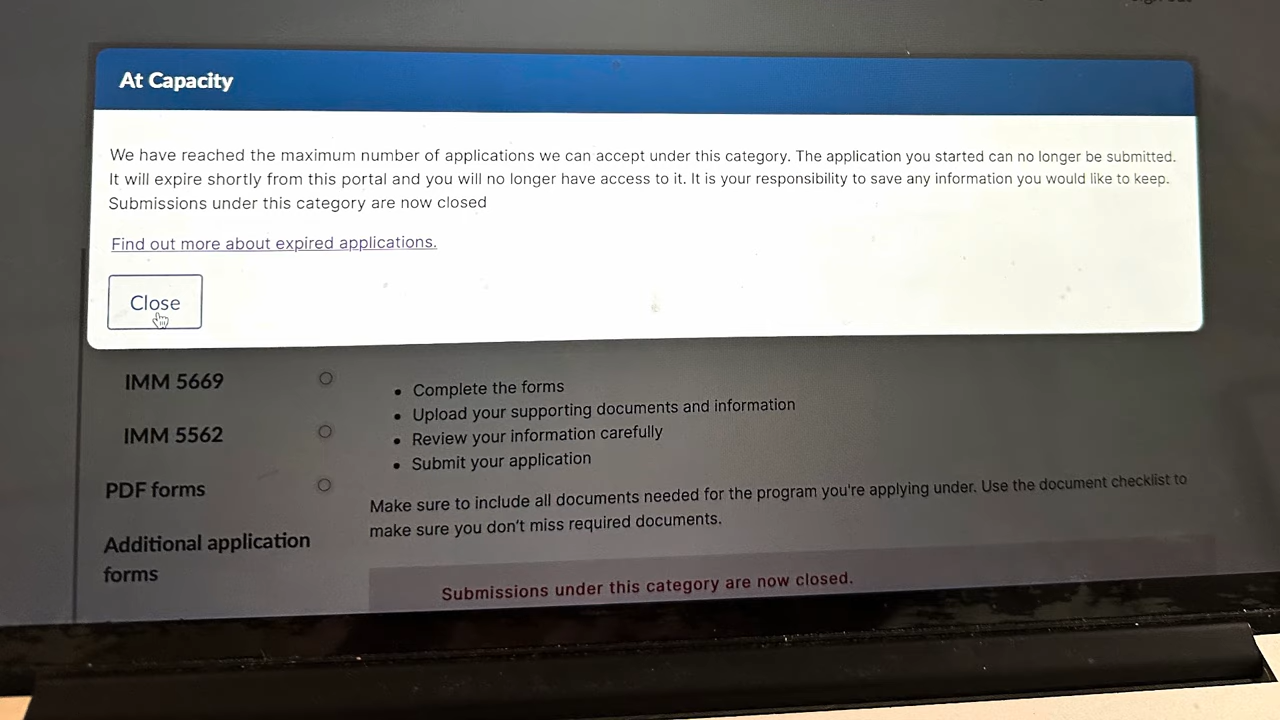 At Capacity
We have reached the maximum number of applications we can accept under this category. The application you started can no longer be submitted.
It will expire shortly from this portal and you will no longer have access to it. It is your responsibility to save any information you would like to keep.
Submissions under this category are now closed
Find out more about expired applications.
Close
IMM 5669
IMM 5562
PDF forms
Additional application
forms
• Complete the forms
• Upload your supporting documents and information
• Review your information carefully
• Submit your application
Make sure to include all documents needed for the program you're applying under. Use the document checklist to
make sure you don't miss required documents.
Submissions under this category are now closed.